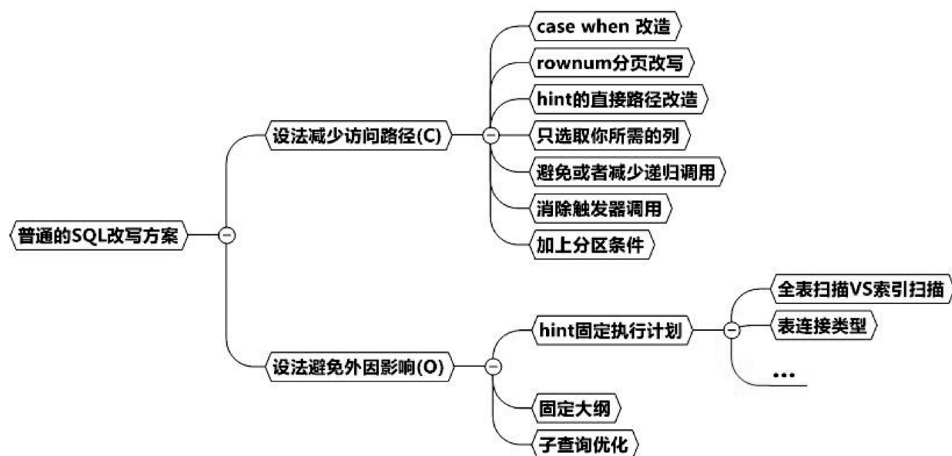 普通的SQL改写方案
设法减少访问路径(C)
case when 改造
rownum分页改写
hint的直接路径改造
只选取你所需的列
避免或者减少递归调用
消除触发器调用
加上分区条件
设法避免外因影响(O)
hint固定执行计划
全表扫描VS索引扫描
表连接类型
...
固定大纲
子查询优化